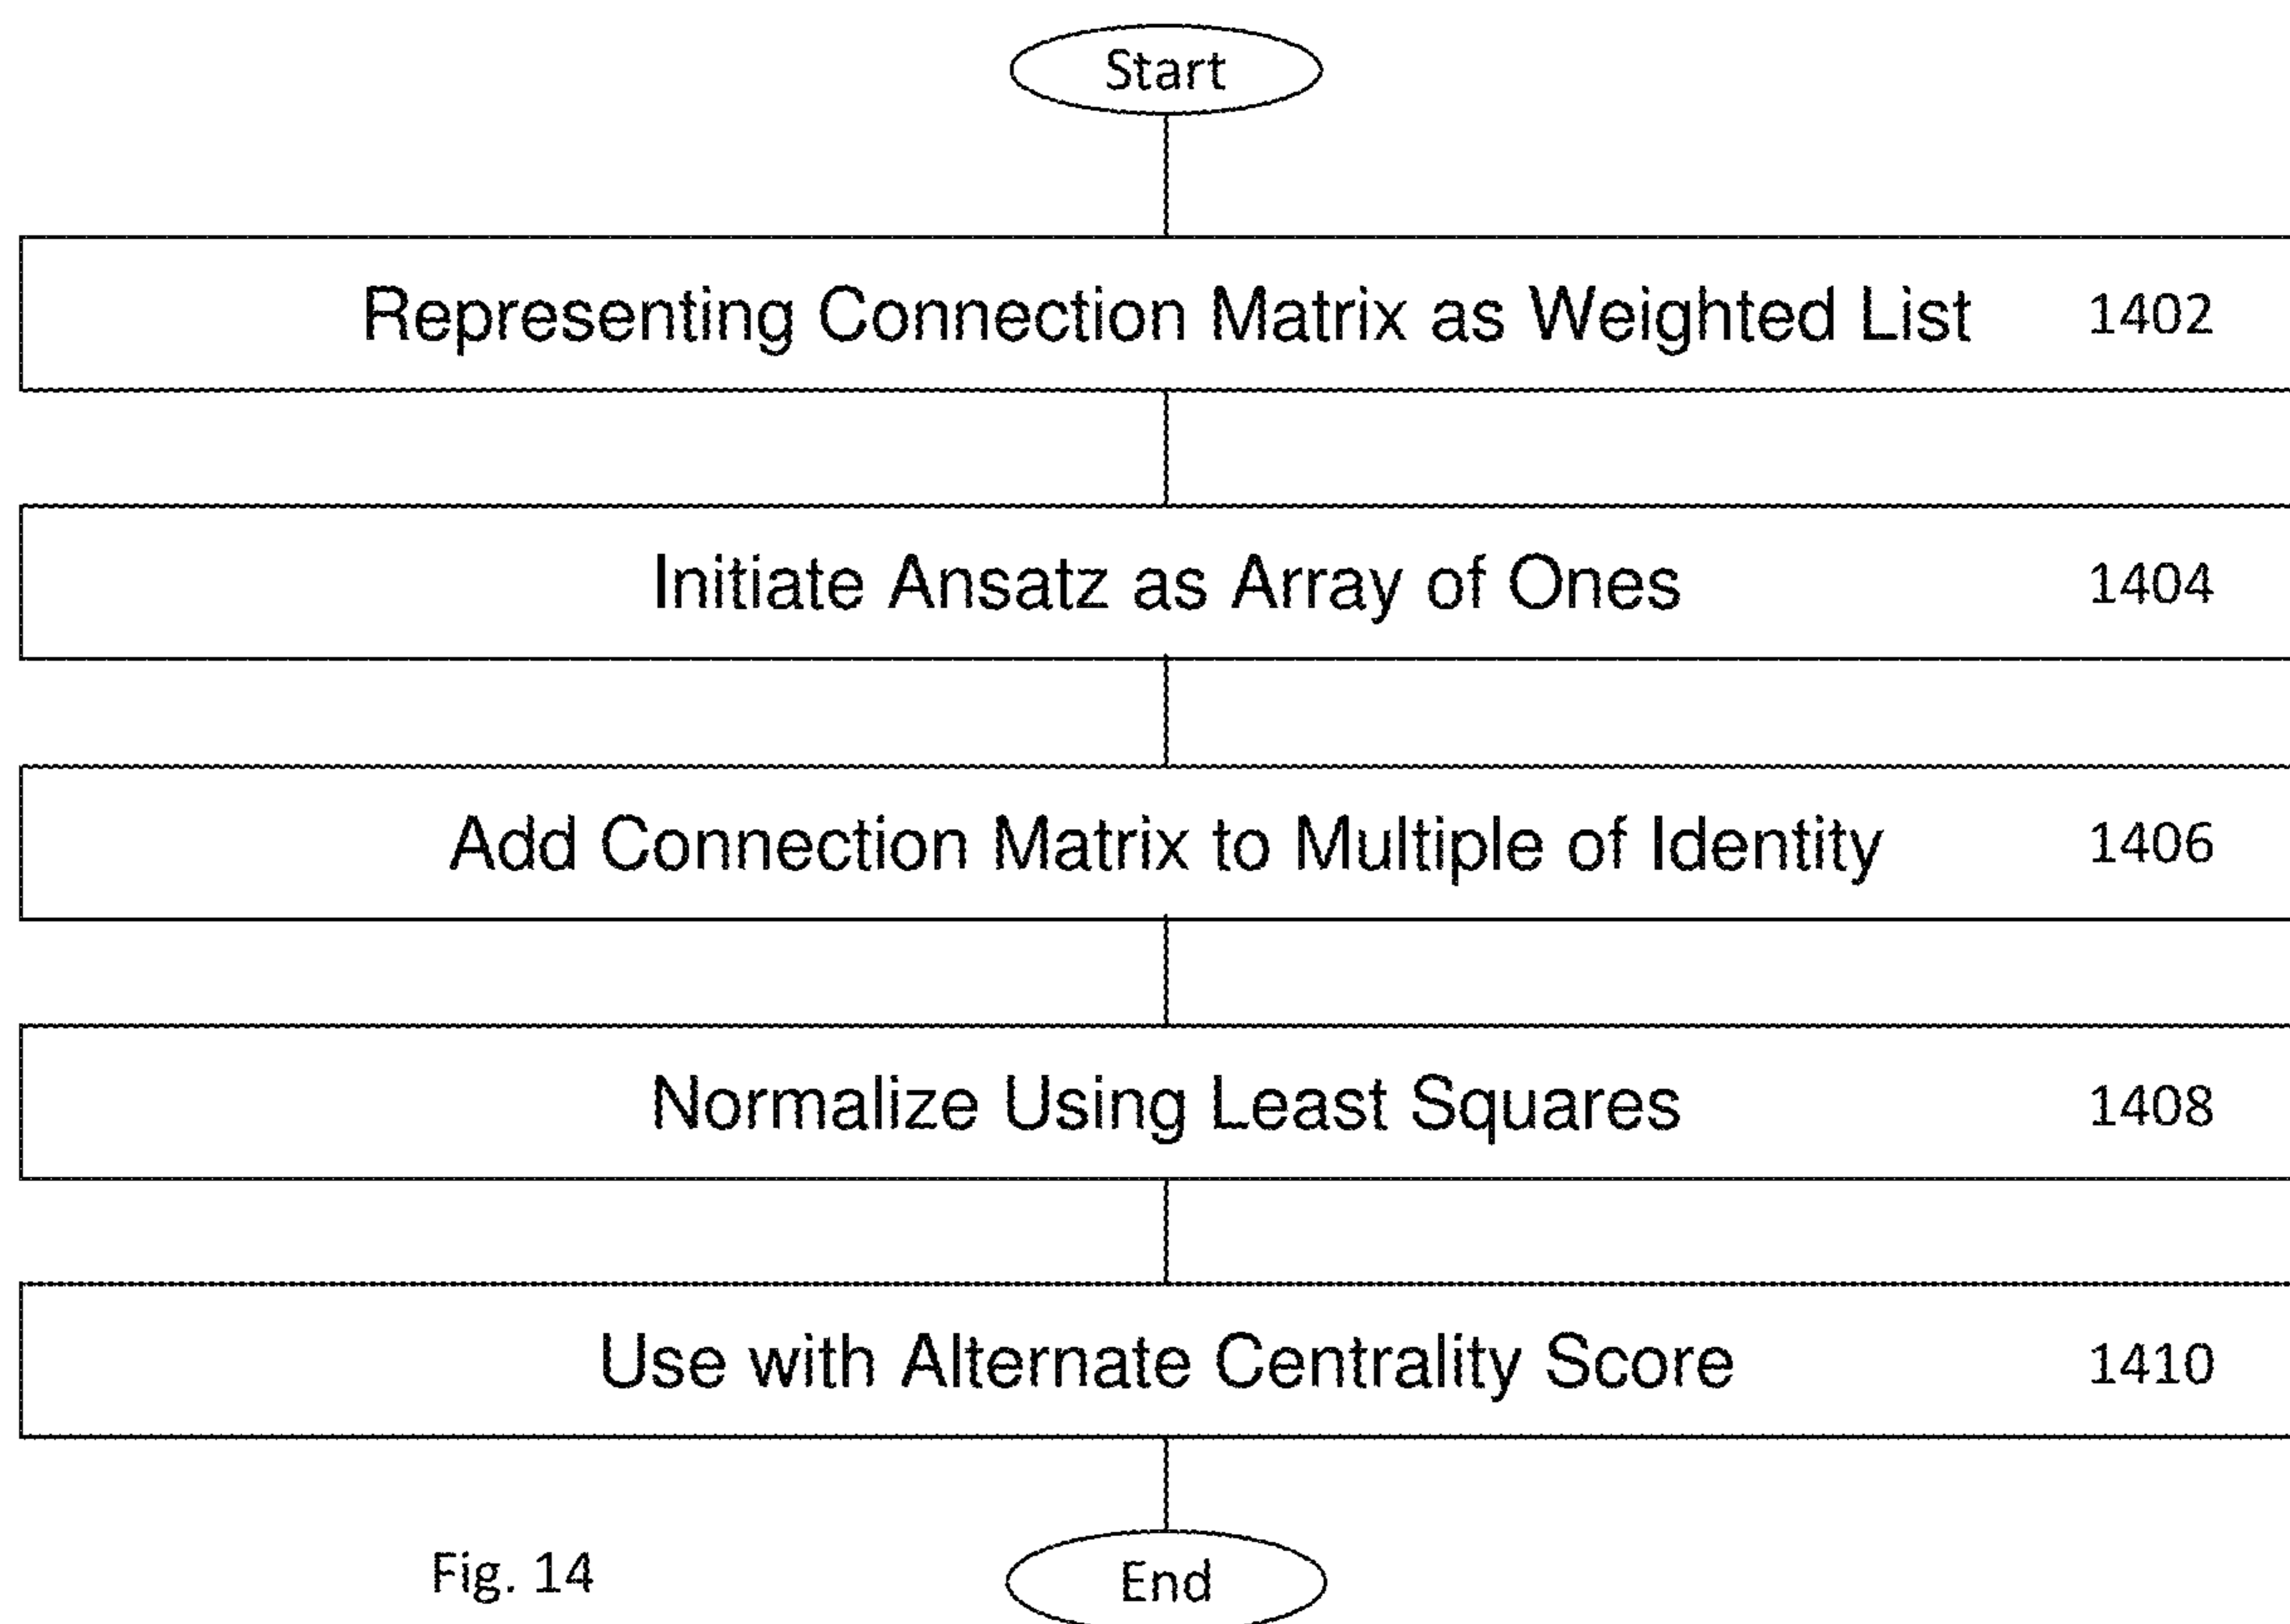 Start
Representing Connection Matrix as Weighted List 1402
Initiate Ansatz as Array of Ones 1404
Add Connection Matrix to Multiple of Identity 1406
Normalize Using Least Squares 1408
Use with Alternate Centrality Score 1410
Fig. 14 End